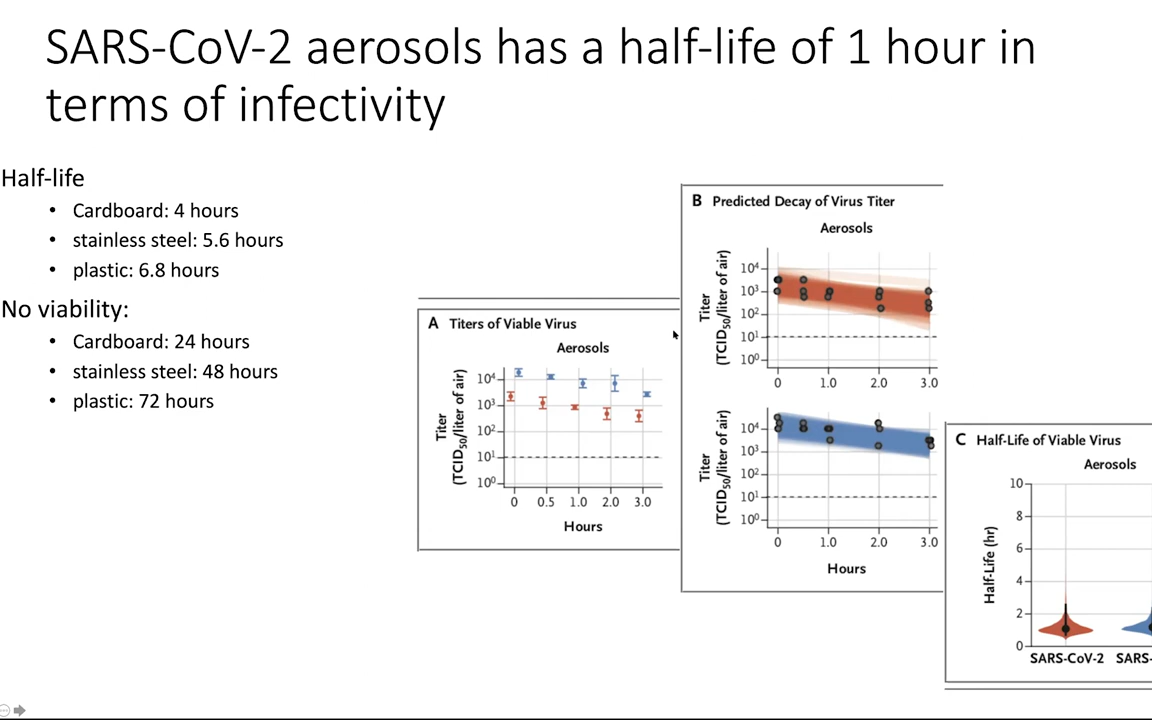 SARS-CoV-2 aerosols has a half-life of 1 hour in
terms of infectivity
Half-life
• Cardboard: 4 hours
• stainless steel: 5.6 hours
• plastic: 6.8 hours
No viability:
• Cardboard: 24 hours
• stainless steel: 48 hours
• plastic: 72 hours
A Titers of Viable Virus
Aerosols
Titer
(TCID₅₀/liter of air)
10⁴
10³
10²
10¹
10⁰
0 0.5 1.0 2.0 3.0
Hours
B Predicted Decay of Virus Titer
Aerosols
Titer
(TCID₅₀/liter of air)
10⁴
10³
10²
10¹
10⁰
0 1.0 2.0 3.0
Titer
(TCID₅₀/liter of air)
10⁴
10³
10²
10¹
10⁰
0 1.0 2.0 3.0
Hours
C Half-Life of Viable Virus
Aerosols
Half-Life (hr)
10
8
6
4
2
0
SARS-CoV-2 SARS-